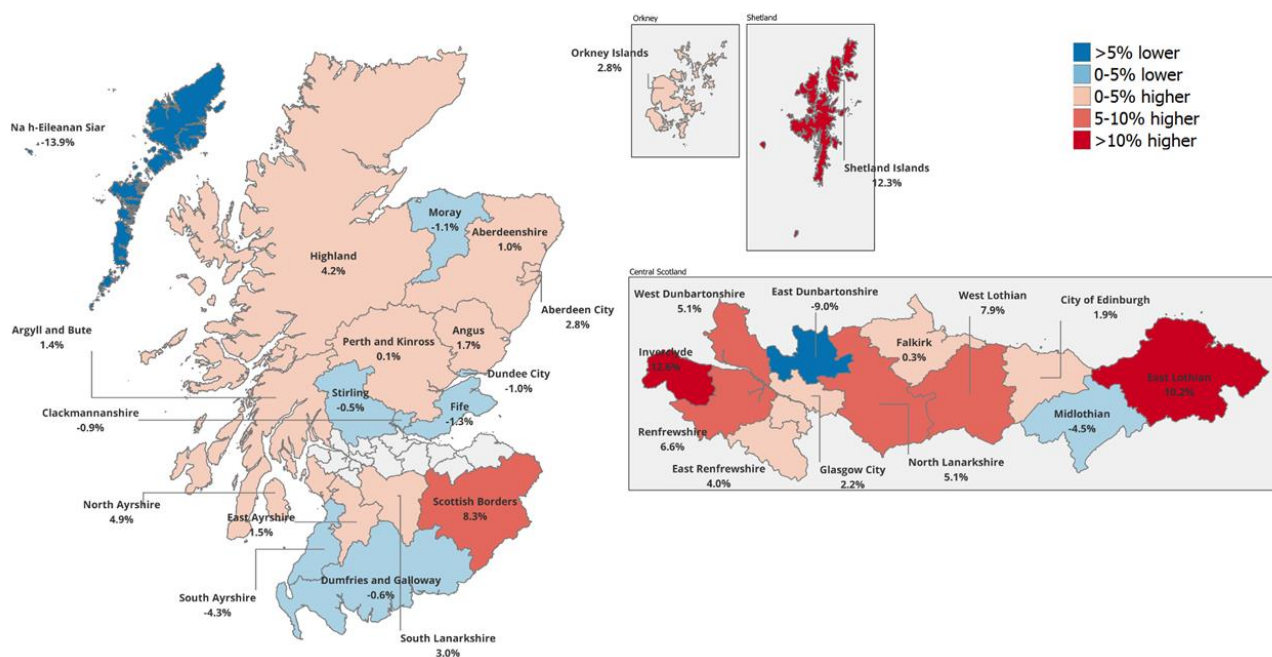 Orkney
Shetland
Orkney Islands
2.8%
Shetland Islands
12.3%
>5% lower
0-5% lower
0-5% higher
5-10% higher
>10% higher
Na h-Eileanan Siar
-13.9%
Moray
-1.1%
Aberdeenshire
1.0%
Highland
4.2%
Aberdeen City
2.8%
Argyll and Bute
1.4%
Perth and Kinross
0.1%
Angus
1.7%
Dundee City
-1.0%
Stirling
-0.5%
Clackmannanshire
-0.9%
Fife
-1.3%
North Ayrshire
4.9%
East Ayrshire
1.5%
Scottish Borders
8.3%
Dumfries and Galloway
-0.6%
South Ayrshire
-4.3%
South Lanarkshire
3.0%
Central Scotland
West Dunbartonshire
5.1%
East Dunbartonshire
-9.0%
West Lothian
7.9%
City of Edinburgh
1.9%
Falkirk
0.3%
Inverclyde
12.6%
East Lothian
10.2%
Midlothian
-4.5%
Renfrewshire
6.6%
East Renfrewshire
4.0%
Glasgow City
2.2%
North Lanarkshire
5.1%